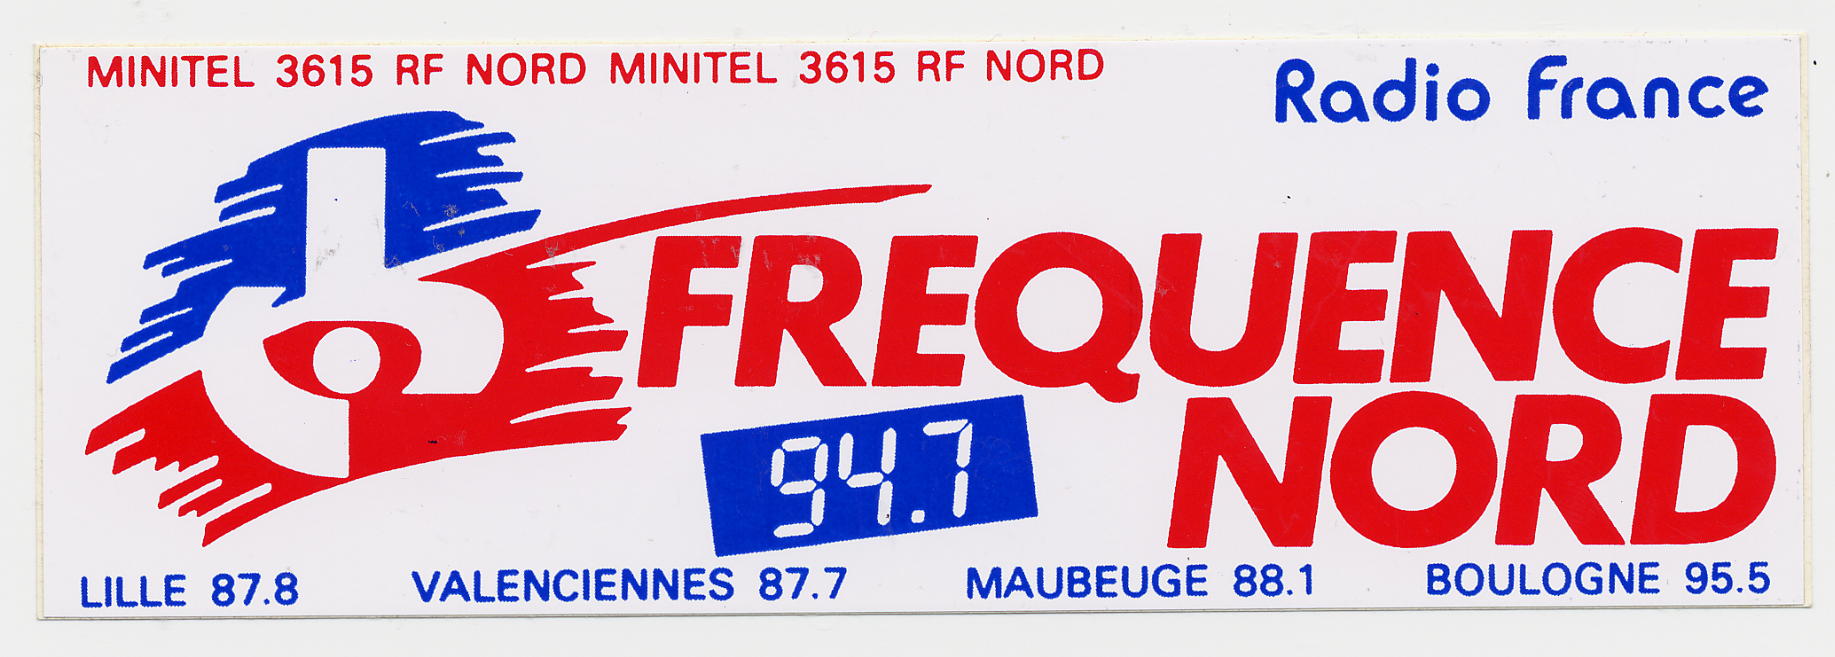 MINITEL 3615 RF NORD MINITEL 3615 RF NORD
Radio France
FREQUENCE
NORD
94.7
LILLE 87.8 VALENCIENNES 87.7 MAUBEUGE 88.1 BOULOGNE 95.5